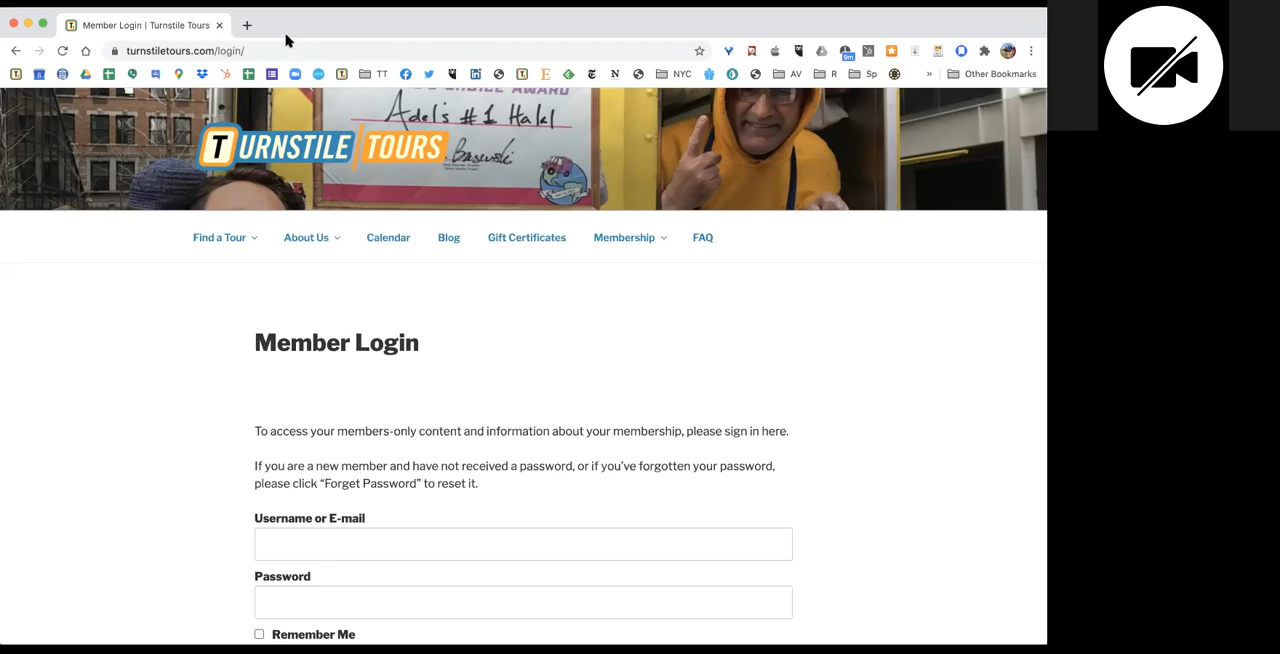 Member Login | Turnstile Tours
turnstiletours.com/login/
9m
TT
NYC
AV
R
Sp
»
Other Bookmarks
CHOICE AWARD
Adel's #1 Halal
TURNSTILE TOURS
Find a Tour
About Us
Calendar
Blog
Gift Certificates
Membership
FAQ
Member Login
To access your members-only content and information about your membership, please sign in here.
If you are a new member and have not received a password, or if you've forgotten your password,
please click “Forget Password” to reset it.
Username or E-mail
Password
Remember Me